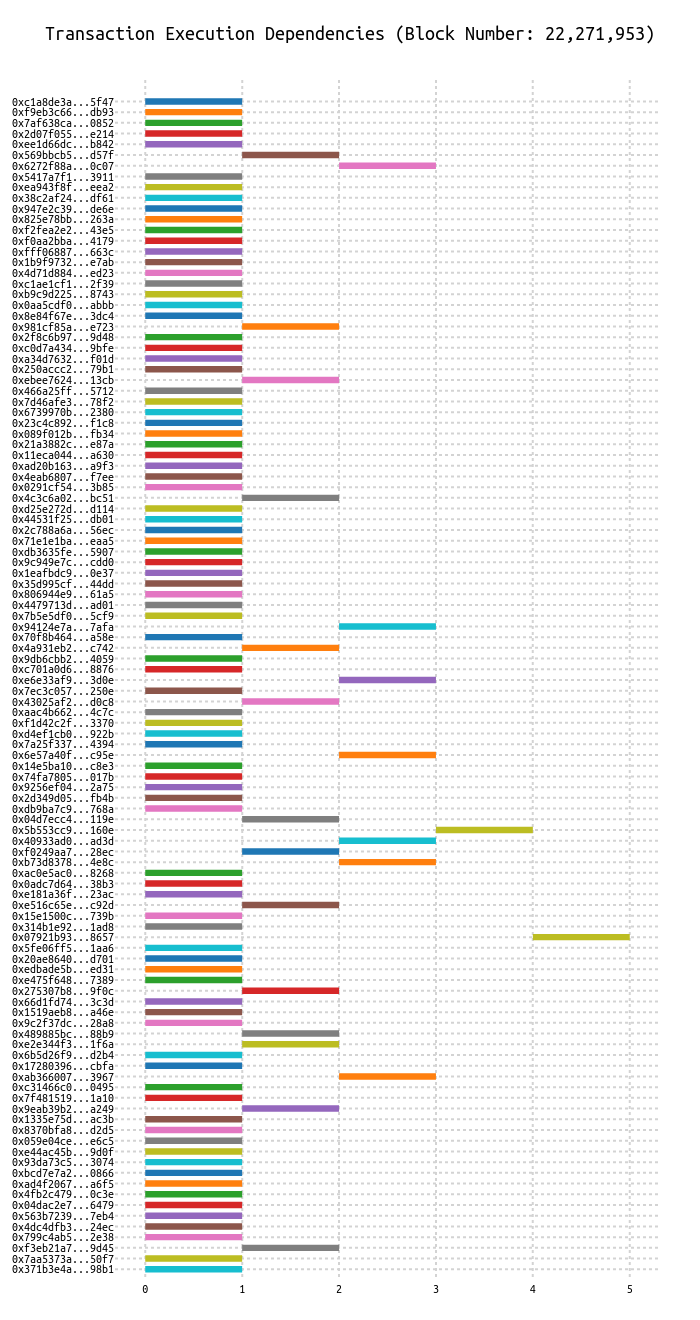 Transaction Execution Dependencies (Block Number: 22,271,953)
0xc1a8de3a...5f47
0xf9eb3c66...db93
0x7af638ca...0852
0x2d07f055...e214
0xee1d66dc...b842
0x569bbcb5...d57f
0x6272f88a...0c07
0x5417a7f1...3911
0xea943f8f...eea2
0x38c2af24...df61
0x947e2c39...de6e
0x825e78bb...263a
0xf2fea2e2...43e5
0xf0aa2bba...4179
0xfff06887...663c
0x1b9f9732...e7ab
0x4d71d884...ed23
0xc1ae1cf1...2f39
0xb9c9d225...8743
0x0aa5cdf0...abbb
0x8e84f67e...3dc4
0x981cf85a...e723
0x2f8c6b97...9d48
0xc0d7a434...9bfe
0xa34d7632...f01d
0x250accc2...79b1
0xebee7624...13cb
0x466a25ff...5712
0x7d46afe3...78f2
0x6739970b...2380
0x23c4c892...f1c8
0x089f012b...fb34
0x21a3882c...e87a
0x11eca044...a630
0xad20b163...a9f3
0x4eab6807...f7ee
0x0291cf54...3b85
0x4c3c6a02...bc51
0xd25e272d...d114
0x44531f25...db01
0x2c788a6a...56ec
0x71e1e1ba...eaa5
0xdb3635fe...5907
0x9c949e7c...cdd0
0x1eafbdc9...0e37
0x35d995cf...44dd
0x806944e9...61a5
0x4479713d...ad01
0x7b5e5df0...5cf9
0x94124e7a...7afa
0x70f8b464...a58e
0x4a931eb2...c742
0x9db6cbb2...4059
0xc701a0d6...8876
0xe6e33af9...3d0e
0x7ec3c057...250e
0x43025af2...d0c8
0xaac4b662...4c7c
0xf1d42c2f...3370
0xd4ef1cb0...922b
0x7a25f337...4394
0x6e57a40f...c95e
0x14e5ba10...c8e3
0x74fa7805...017b
0x9256ef04...2a75
0x2d349d05...fb4b
0xdb9ba7c9...768a
0x04d7ecc4...119e
0x5b553cc9...160e
0x40933ad0...ad3d
0xf0249aa7...28ec
0xb73d8378...4e8c
0xac0e5ac0...8268
0x0adc7d64...38b3
0xe181a36f...23ac
0xe516c65e...c92d
0x15e1500c...739b
0x314b1e92...1ad8
0x07921b93...8657
0x5fe06ff5...1aa6
0x20ae8640...d701
0xedbade5b...ed31
0xe475f648...7389
0x275307b8...9f0c
0x66d1fd74...3c3d
0x1519aeb8...a46e
0x9c2f37dc...28a8
0x489885bc...88b9
0xe2e344f3...1f6a
0x6b5d26f9...d2b4
0x17280396...cbfa
0xab366007...3967
0xc31466c0...0495
0x7f481519...1a10
0x9eab39b2...a249
0x1335e75d...ac3b
0x8370bfa8...d2d5
0x059e04ce...e6c5
0xe44ac45b...9d0f
0x93da73c5...3074
0xbcd7e7a2...0866
0xad4f2067...a6f5
0x4fb2c479...0c3e
0x04dac2e7...6479
0x563b7239...7eb4
0x4dc4dfb3...24ec
0x799c4ab5...2e38
0xf3eb21a7...9d45
0x7aa5373a...50f7
0x371b3e4a...98b1
0 1 2 3 4 5